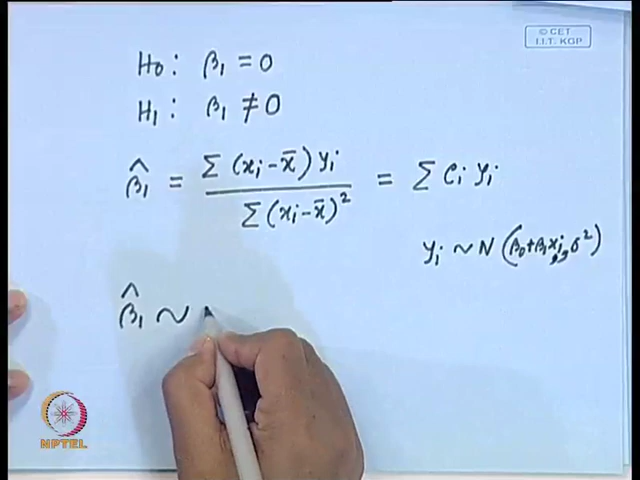 © CET
I.I.T. KGP
H₀ : β₁ = 0
H₁ : β₁ ≠ 0
β̂₁ = Σ (xᵢ - x̄) yᵢ / Σ (xᵢ - x̄)² = Σ cᵢ yᵢ
yᵢ ~ N (β₀+β₁xᵢ, σ²)
β̂₁ ~
NPTEL